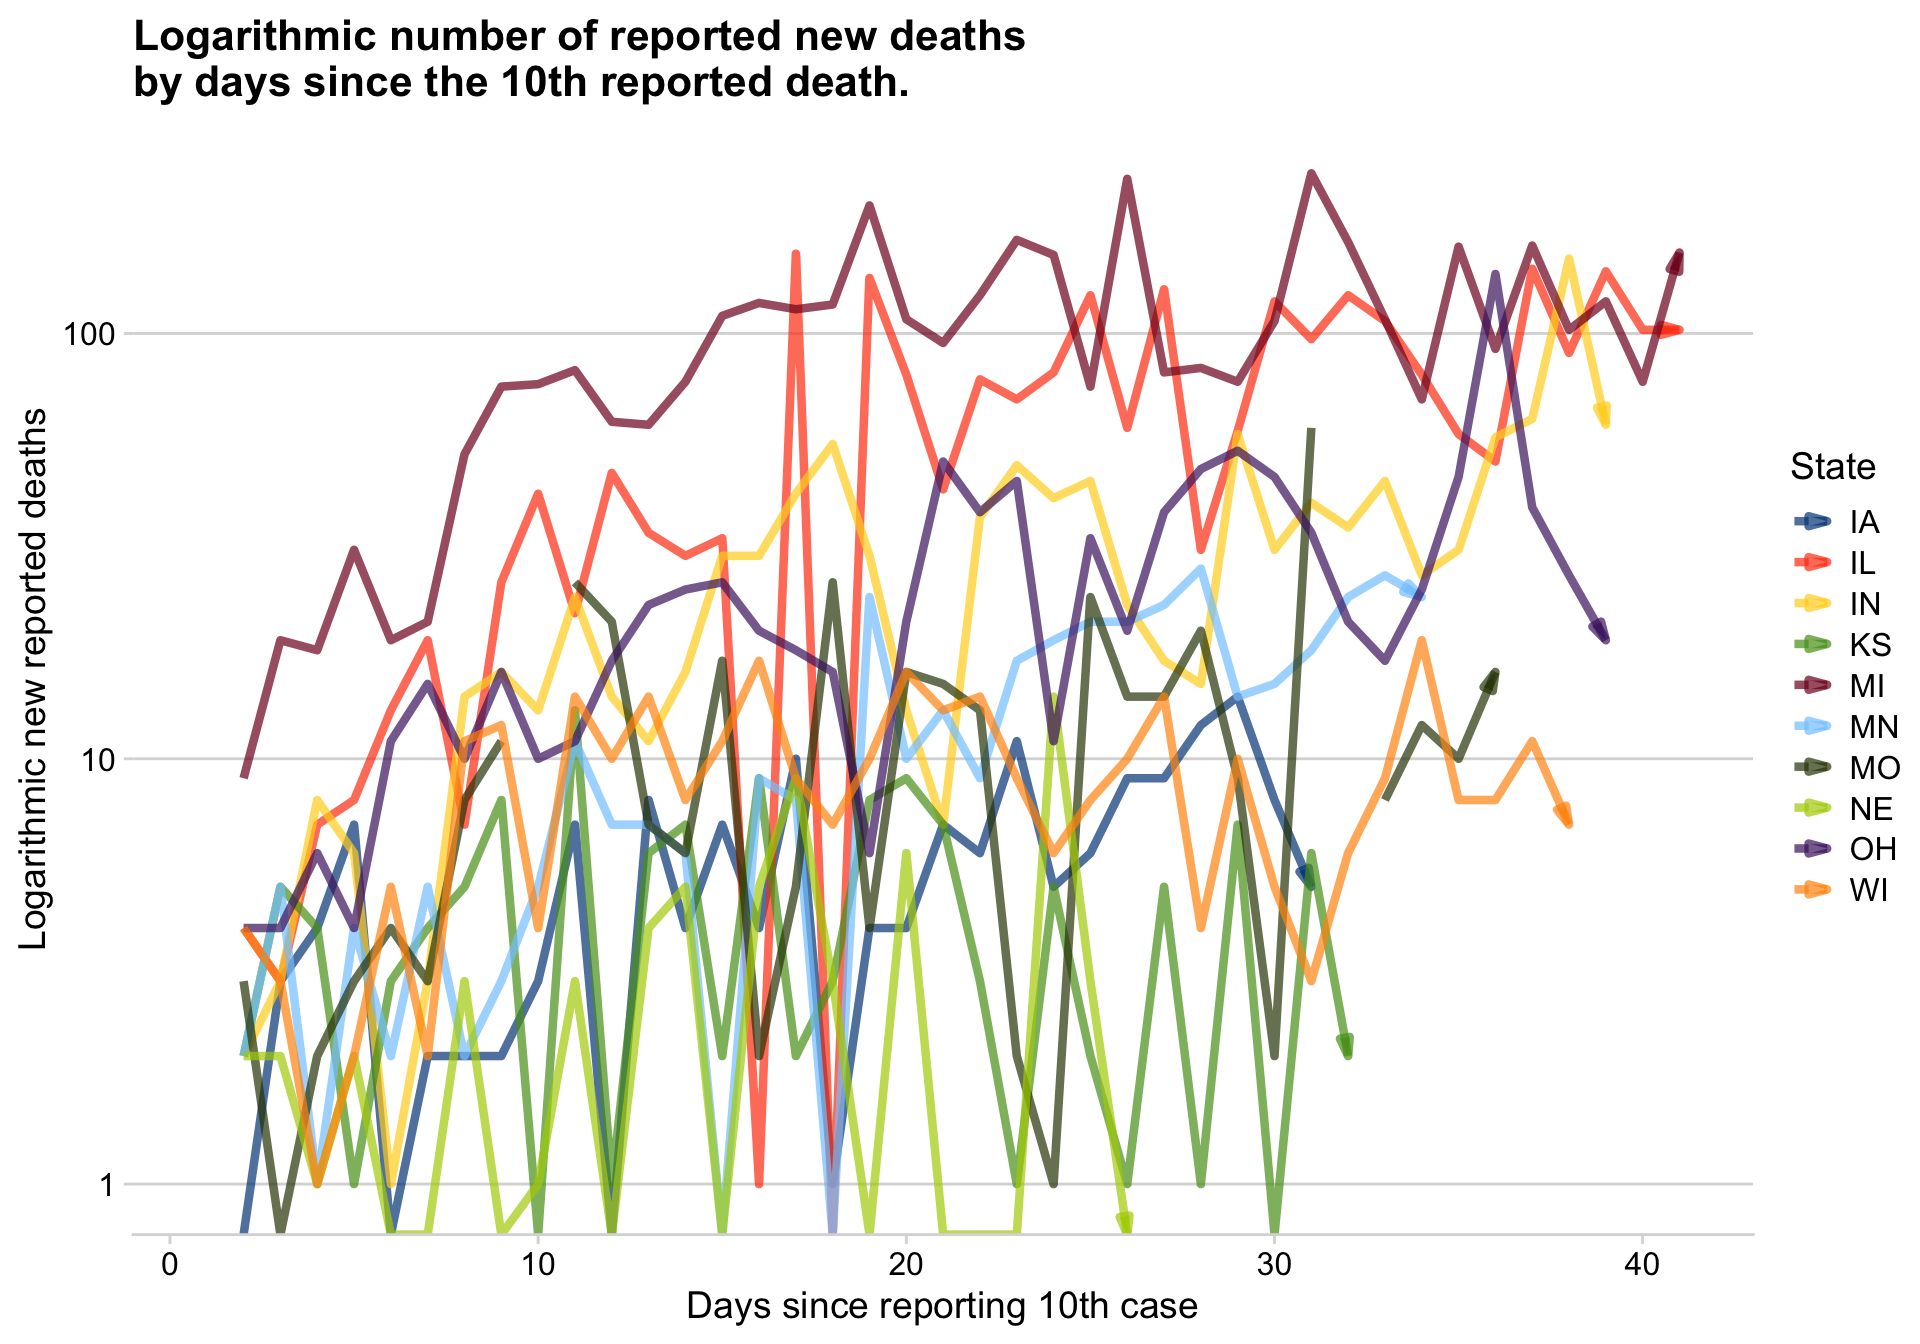 Logarithmic number of reported new deaths
by days since the 10th reported death.
Logarithmic new reported deaths
100
10
1
0
10
20
30
40
Days since reporting 10th case
State
IA
IL
IN
KS
MI
MN
MO
NE
OH
WI